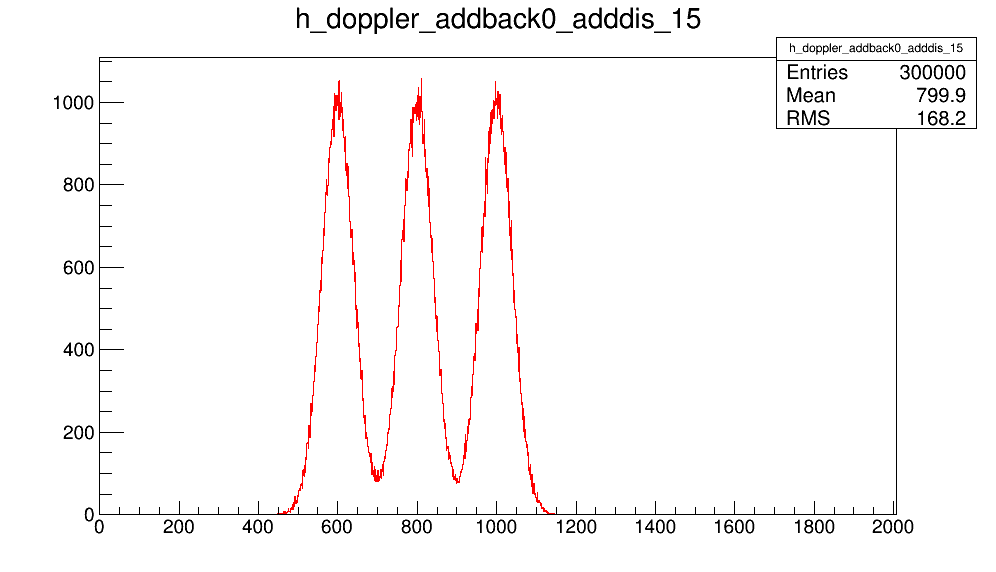 h_doppler_addback0_adddis_15
h_doppler_addback0_adddis_15
Entries 300000
Mean 799.9
RMS 168.2
1000
800
600
400
200
0
0 200 400 600 800 1000 1200 1400 1600 1800 2000